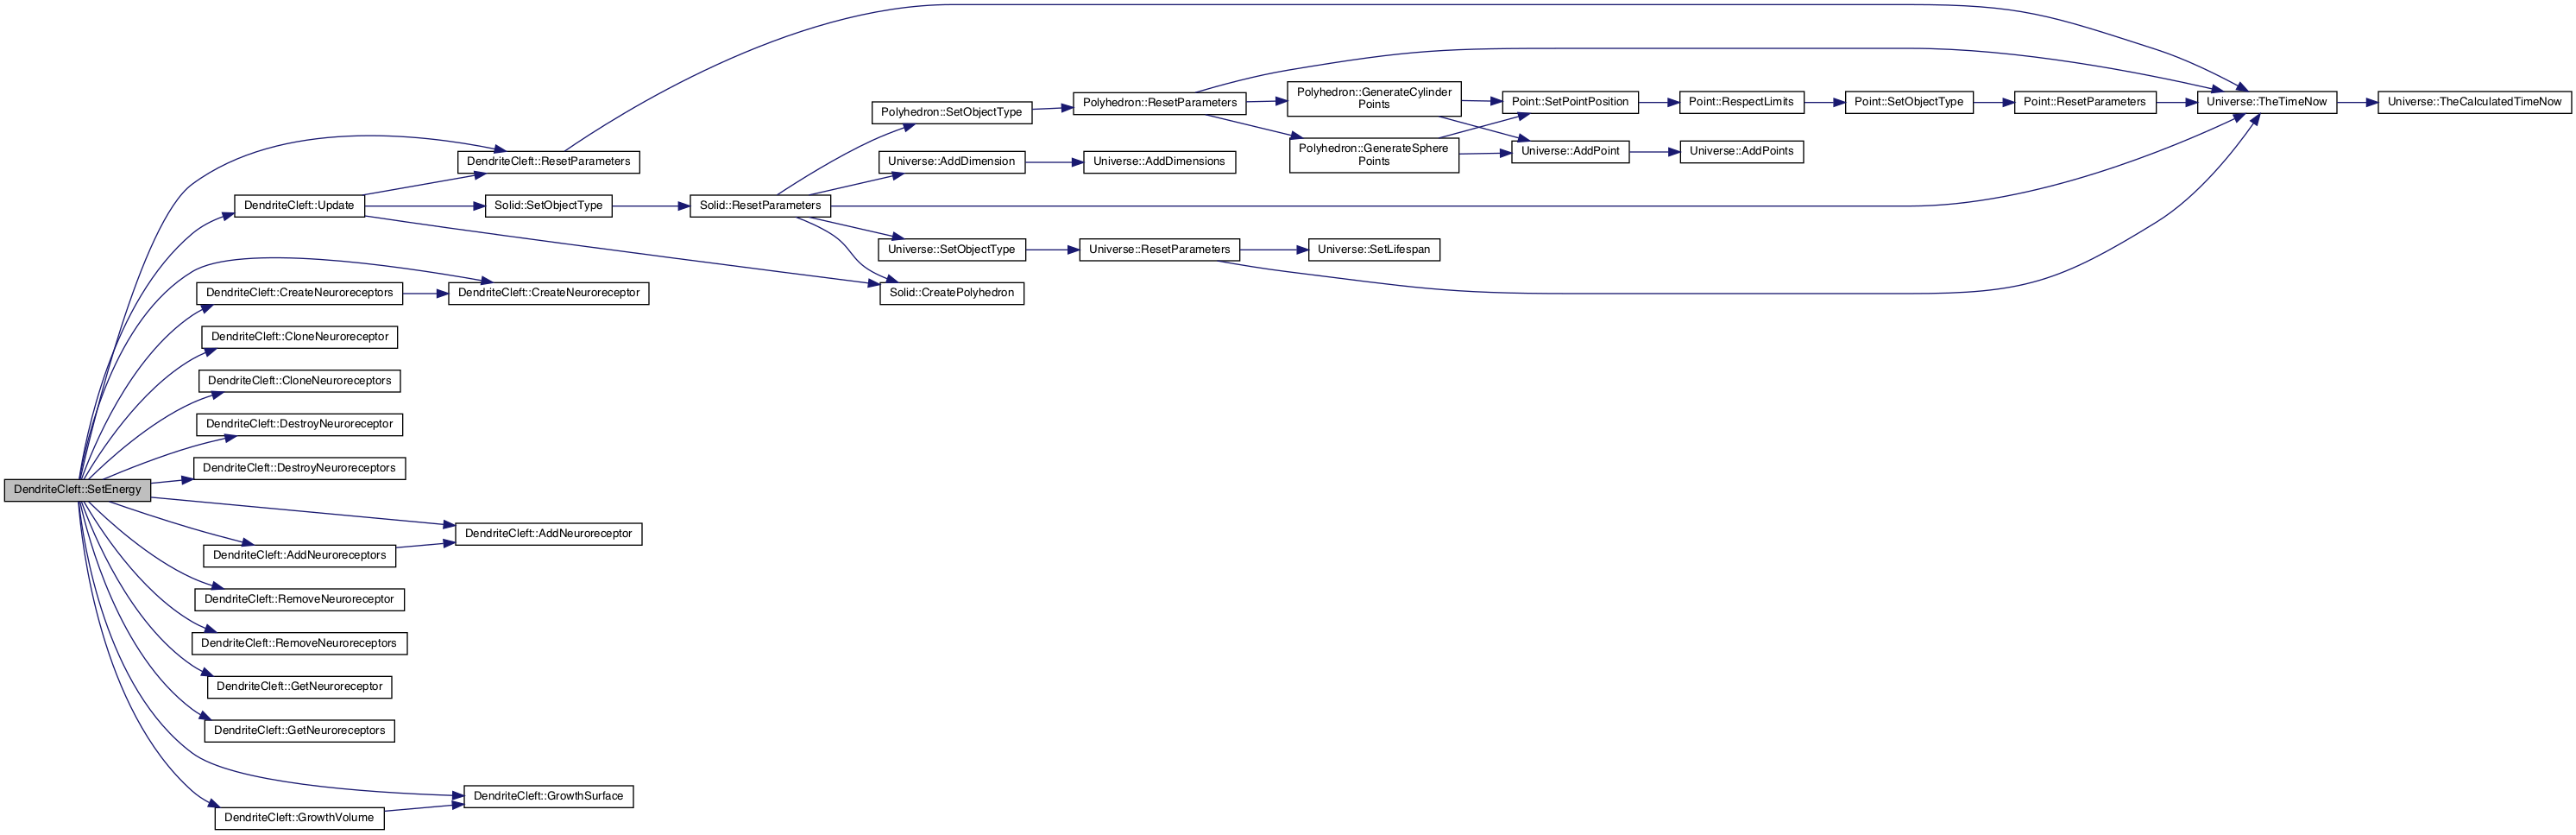 Polyhedron::GenerateCylinder
Points
Polyhedron::SetObjectType
Polyhedron::ResetParameters
Point::SetPointPosition
Point::RespectLimits
Point::SetObjectType
Point::ResetParameters
Universe::TheTimeNow
Universe::TheCalculatedTimeNow
DendriteCleft::ResetParameters
Universe::AddDimension
Universe::AddDimensions
Polyhedron::GenerateSphere
Points
Universe::AddPoint
Universe::AddPoints
DendriteCleft::Update
Solid::SetObjectType
Solid::ResetParameters
Universe::SetObjectType
Universe::ResetParameters
Universe::SetLifespan
DendriteCleft::CreateNeuroreceptors
DendriteCleft::CreateNeuroreceptor
Solid::CreatePolyhedron
DendriteCleft::CloneNeuroreceptor
DendriteCleft::CloneNeuroreceptors
DendriteCleft::DestroyNeuroreceptor
DendriteCleft::DestroyNeuroreceptors
DendriteCleft::SetEnergy
DendriteCleft::AddNeuroreceptor
DendriteCleft::AddNeuroreceptors
DendriteCleft::RemoveNeuroreceptor
DendriteCleft::RemoveNeuroreceptors
DendriteCleft::GetNeuroreceptor
DendriteCleft::GetNeuroreceptors
DendriteCleft::GrowthSurface
DendriteCleft::GrowthVolume